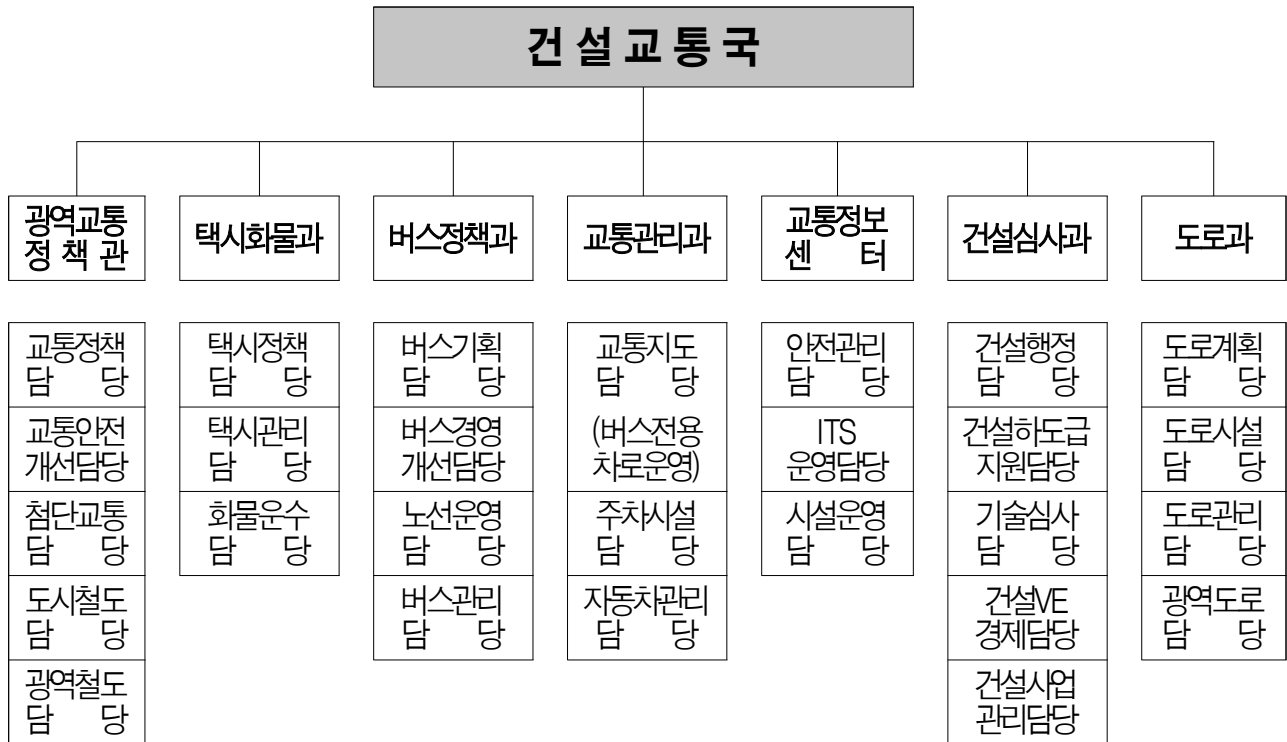 건 설 교 통 국
광역교통
정 책 관
택시화물과
버스정책과
교통관리과
교통정보
센 터
건설심사과
도로과
교통정책
담 당
교통안전
개선담당
첨단교통
담 당
도시철도
담 당
광역철도
담 당
택시정책
담 당
택시관리
담 당
화물운수
담 당
버스기획
담 당
버스경영
개선담당
노선운영
담 당
버스관리
담 당
교통지도
담 당
(버스전용
차로운영)
주차시설
담 당
자동차관리
담 당
안전관리
담 당
ITS
운영담당
시설운영
담 당
건설행정
담 당
건설하도급
지원담당
기술심사
담 당
건설VE
경제담당
건설사업
관리담당
도로계획
담 당
도로시설
담 당
도로관리
담 당
광역도로
담 당